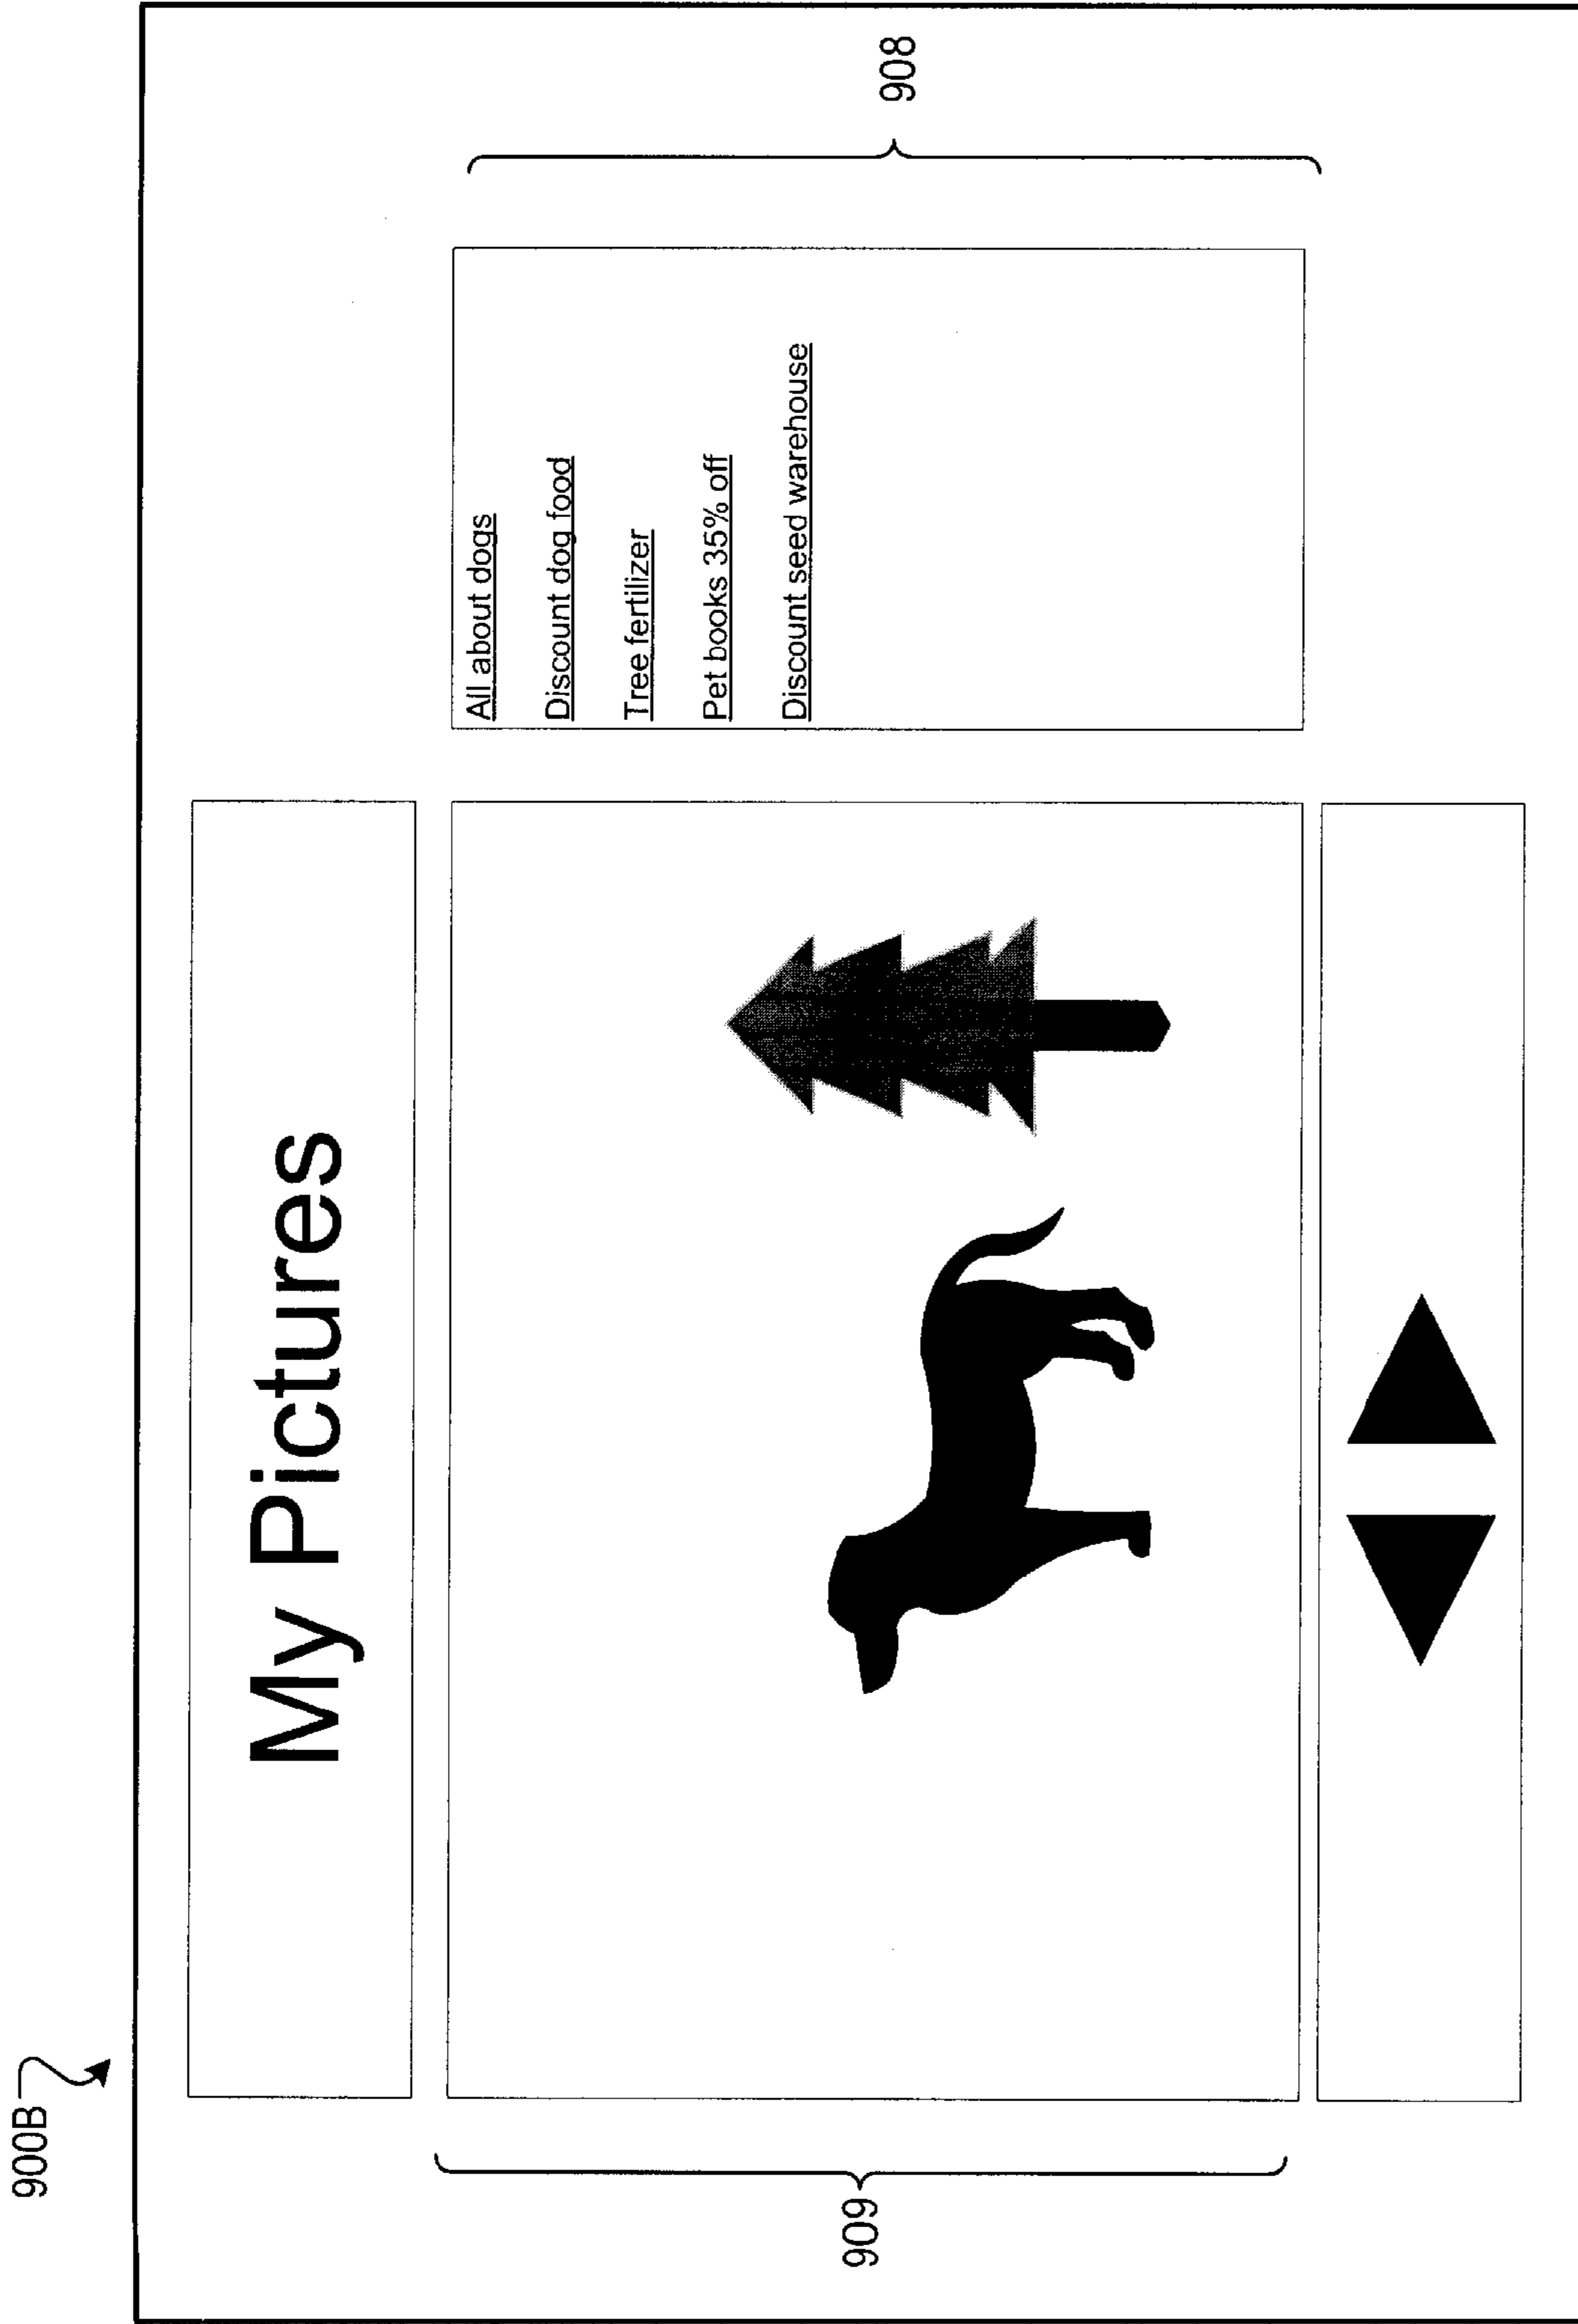 900B
My Pictures
909
All about dogs
Discount dog food
Tree fertilizer
Pet books 35% off
Discount seed warehouse
908